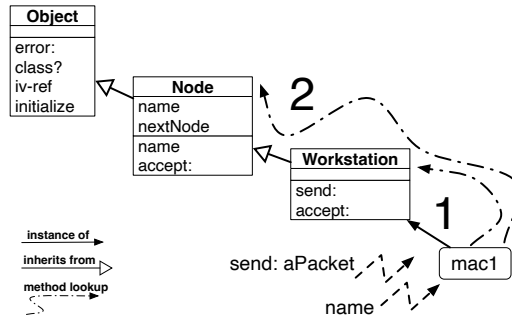 Object
error:
class?
iv-ref
initialize
Node
name
nextNode
name
accept:
2
Workstation
send:
accept:
1
instance of
inherits from
method lookup
send: aPacket
mac1
name